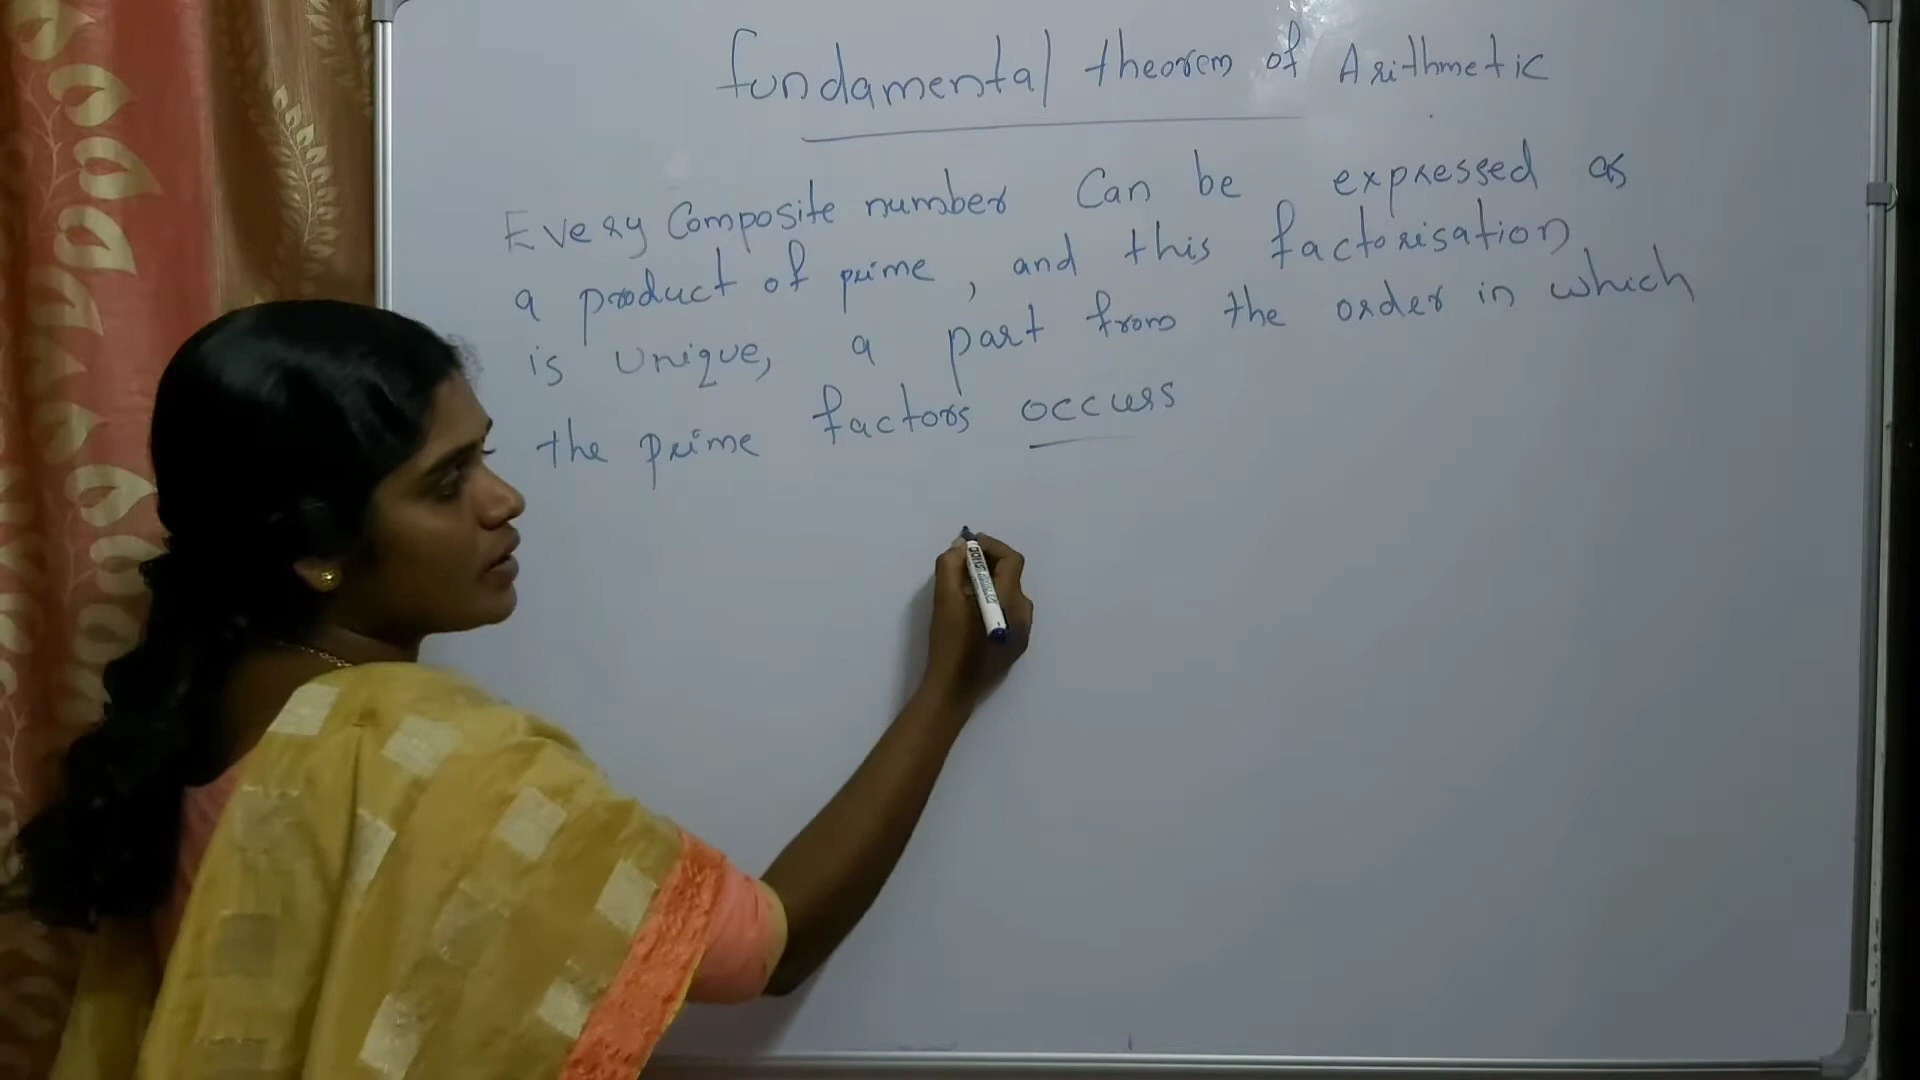 fundamental theorem of Arithmetic
Every Composite number Can be expressed as
a product of prime, and this factorisation
is unique, a part from the order in which
the prime factors occurs